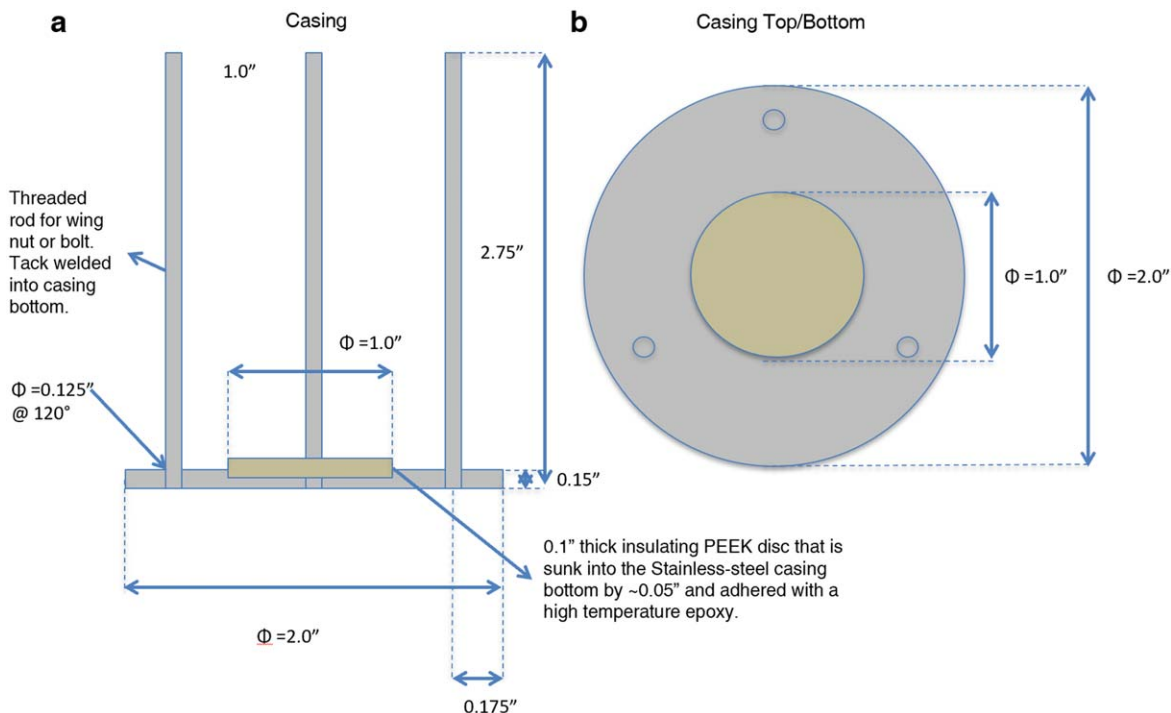 a
Casing
b
Casing Top/Bottom
1.0”
Threaded
rod for wing
nut or bolt.
Tack welded
into casing
bottom.
2.75”
Φ =1.0”
Φ =2.0”
Φ =1.0”
Φ =0.125”
@ 120°
0.15”
0.1” thick insulating PEEK disc that is
sunk into the Stainless-steel casing
bottom by ~0.05” and adhered with a
high temperature epoxy.
Φ =2.0”
0.175”